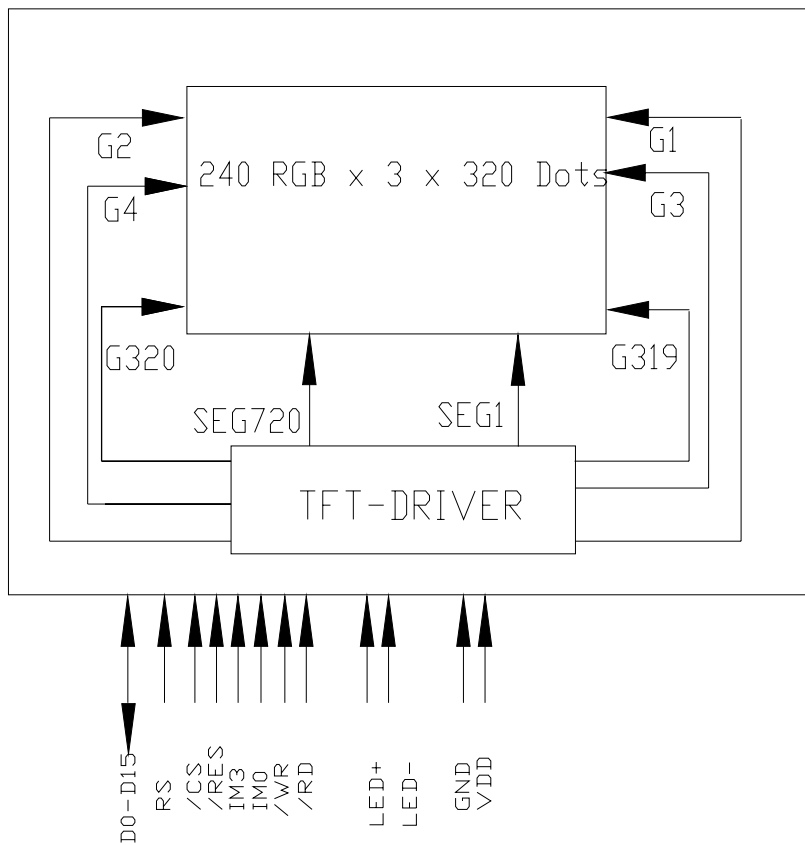 G2
G1
240 RGB x 3 x 320 Dots
G4
G3
G320
G319
SEG720
SEG1
TFT-DRIVER
D0-D15
RS
/CS
/RES
IM3
IM0
/WR
/RD
LED+
LED-
GND
VDD